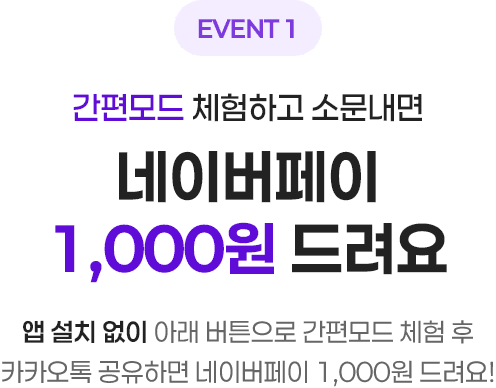 EVENT 1
간편모드 체험하고 소문내면
네이버페이
1,000원 드려요
앱 설치 없이 아래 버튼으로 간편모드 체험 후
카카오톡 공유하면 네이버페이 1,000원 드려요!